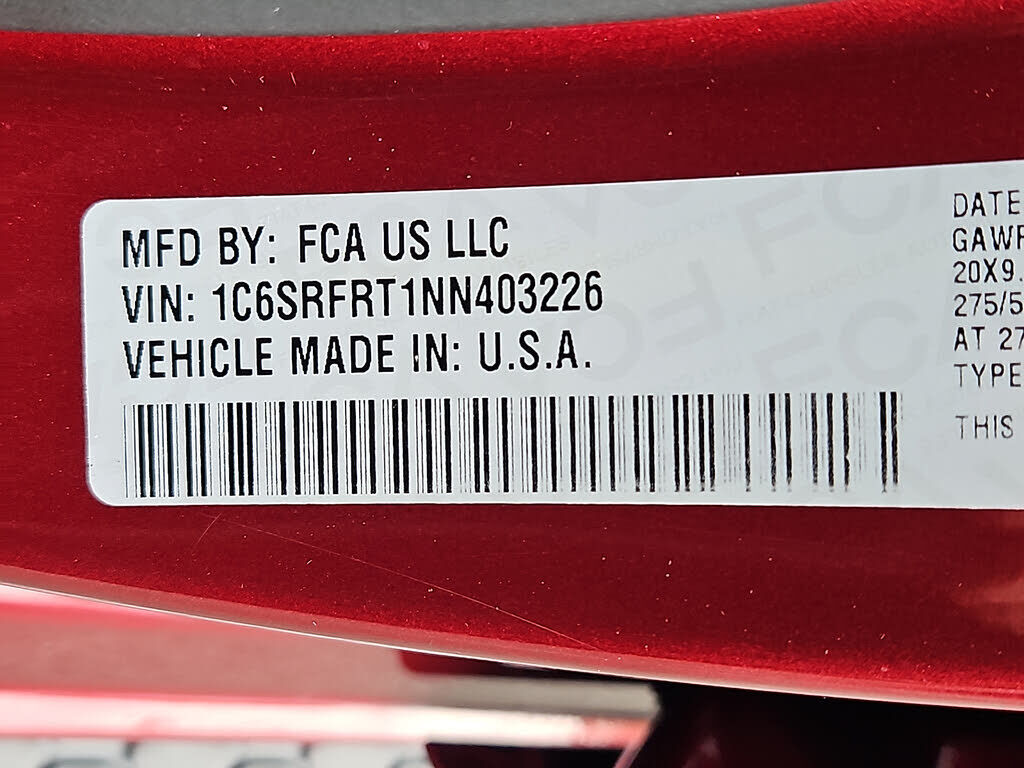 MFD BY: FCA US LLC
VIN: 1C6SRFRT1NN403226
VEHICLE MADE IN: U.S.A.
DATE
GAWR
20X9.
275/5
AT 27
TYPE
THIS